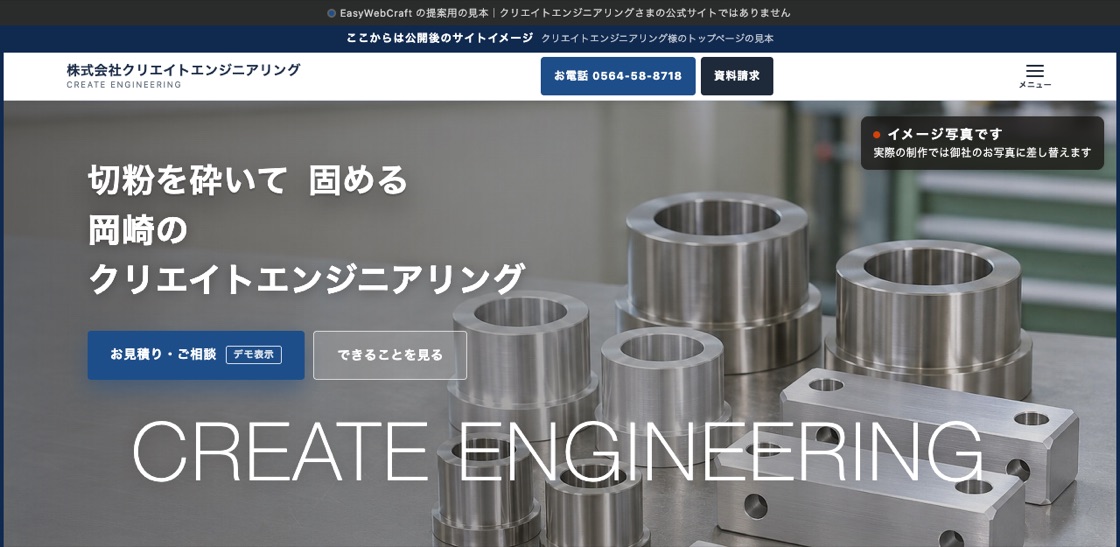 EasyWebCraft の提案用の見本｜クリエイトエンジニアリングさまの公式サイトではありません
ここからは公開後のサイトイメージ クリエイトエンジニアリング様のトップページの見本
株式会社クリエイトエンジニアリング
CREATE ENGINEERING
お電話 0564-58-8718
資料請求
メニュー
イメージ写真です
実際の制作では御社のお写真に差し替えます
切粉を砕いて 固める
岡崎の
クリエイトエンジニアリング
お見積り・ご相談 デモ表示
できることを見る
CREATE ENGINEERING